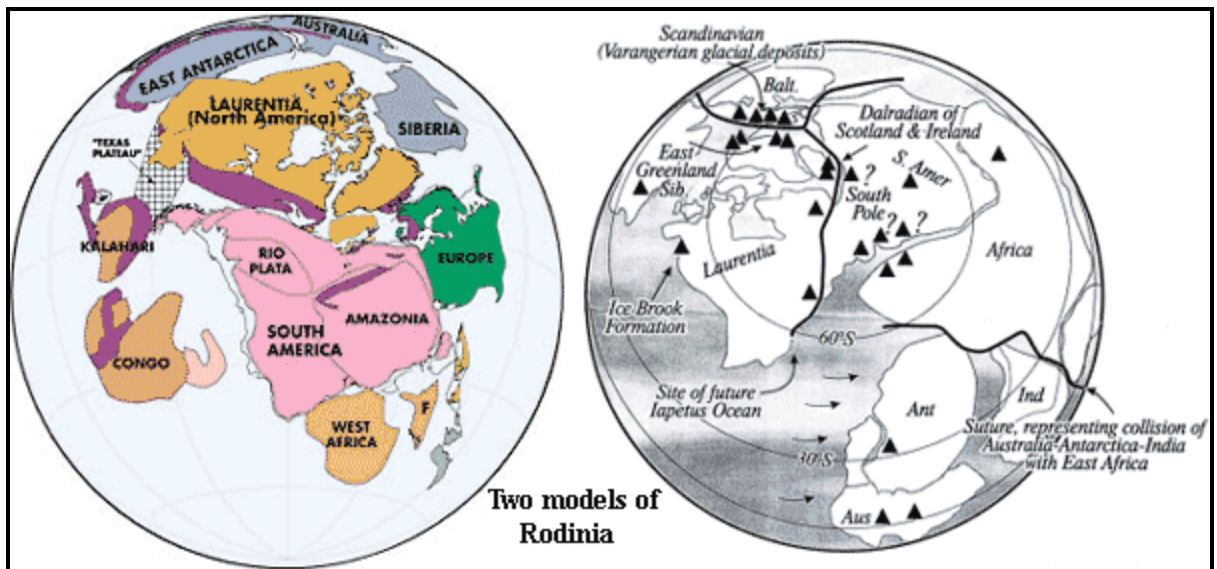 AUSTRALIA
EAST ANTARCTICA
LAURENTIA
(North America)
SIBERIA
"TEXAS
PLATEAU"
KALAHARI
RIO
PLATA
EUROPE
SOUTH
AMERICA
AMAZONIA
CONGO
WEST
AFRICA
F
Two models of
Rodinia
Scandinavian
(Varangerian glacial deposits)
Balt.
Dalradian of
Scotland & Ireland
East
Greenland
Sib.
?
S. Amer
South
Pole
?
?
Laurentia
Africa
Ice Brook
Formation
60°S
Site of future
Iapetus Ocean
Ant
Ind
Suture, representing collision of
Australia-Antarctica-India
with East Africa
30°S
Aus